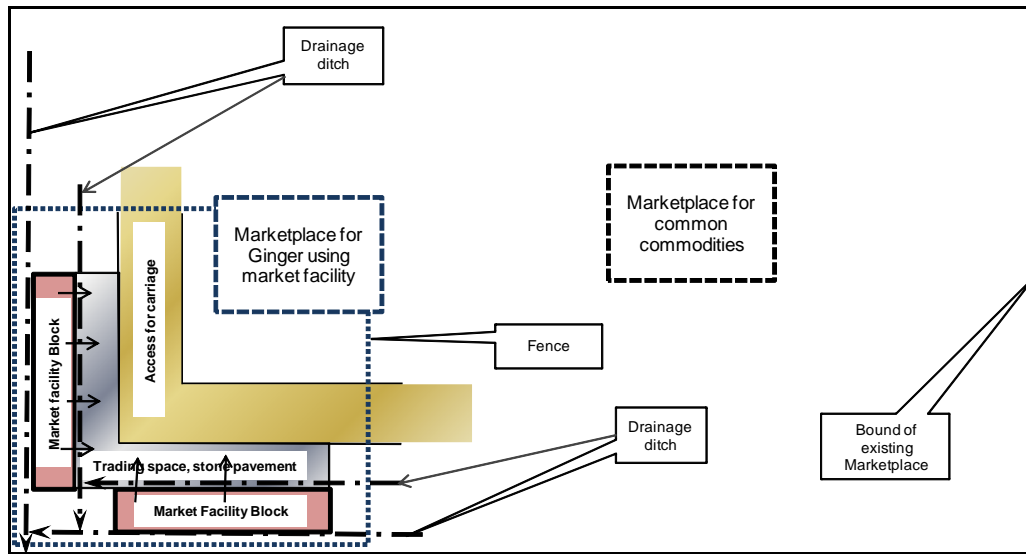 Drainage
ditch
Marketplace for
common
commodities
Marketplace for
Ginger using
market facility
Access for carriage
Market facility Block
Fence
Drainage
ditch
Bound of
existing
Marketplace
Trading space, stone pavement
Market Facility Block